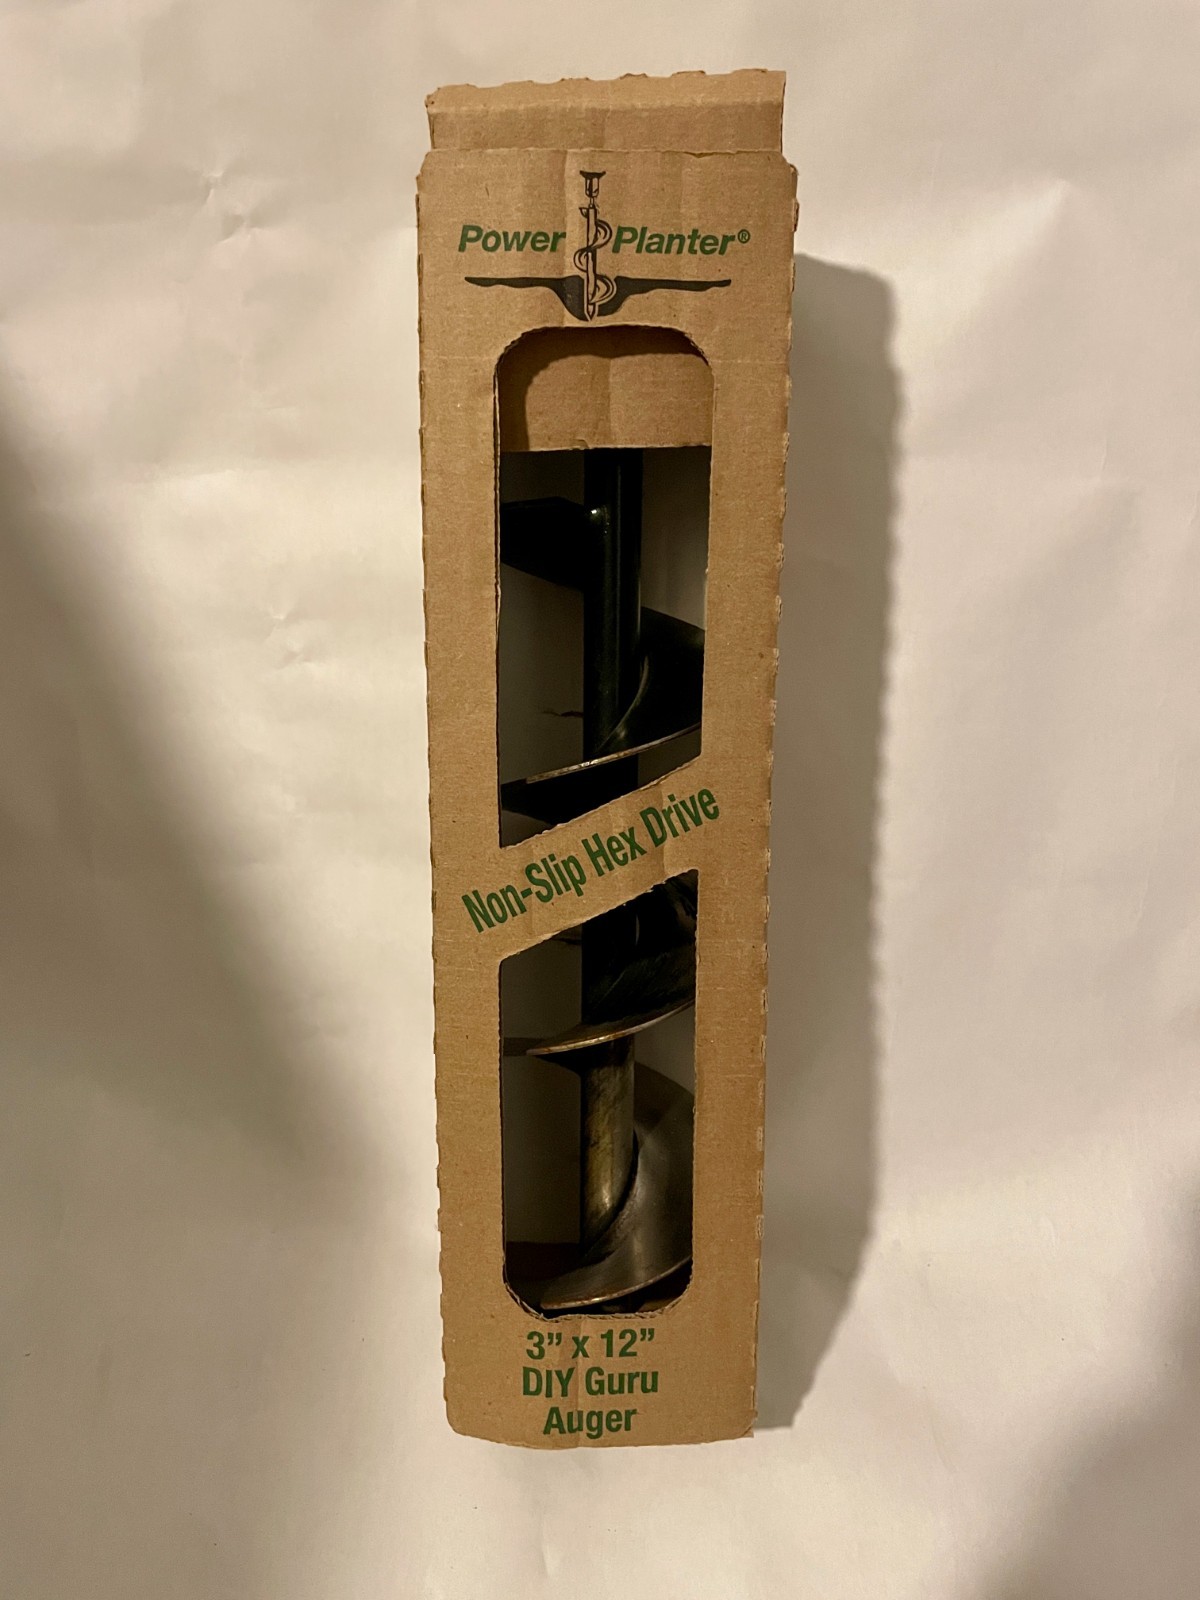 Power Planter®
Non-Slip Hex Drive
3” x 12”
DIY Guru
Auger